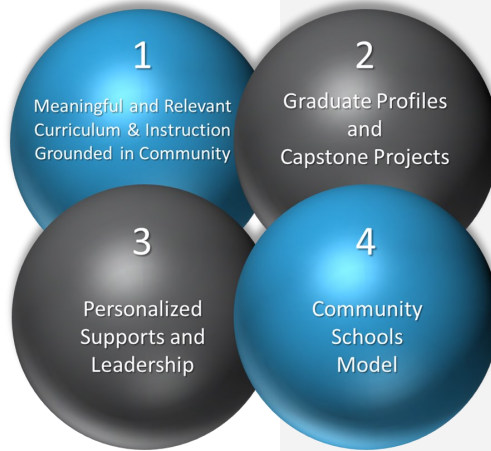 1
Meaningful and Relevant
Curriculum & Instruction
Grounded in Community
2
Graduate Profiles
and
Capstone Projects
3
Personalized
Supports and
Leadership
4
Community
Schools
Model